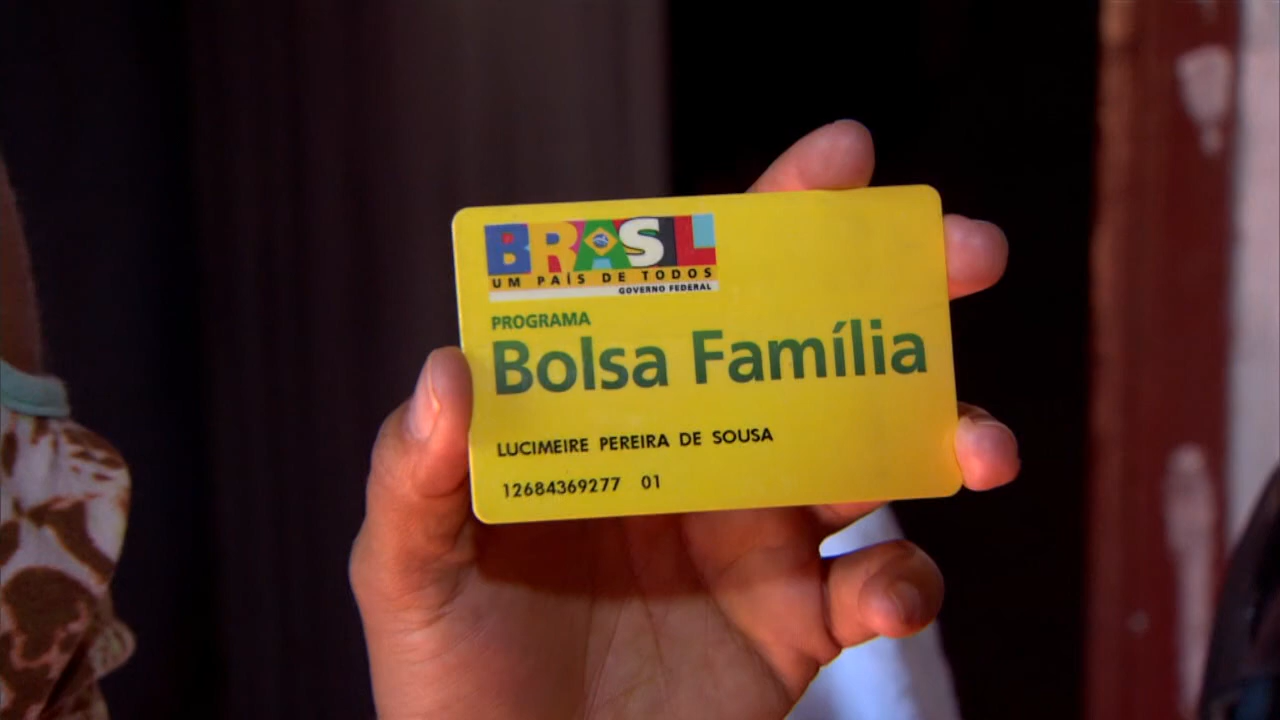 BRASIL
UM PAÍS DE TODOS
GOVERNO FEDERAL
PROGRAMA
Bolsa Família
LUCIMEIRE PEREIRA DE SOUSA
12684369277 01